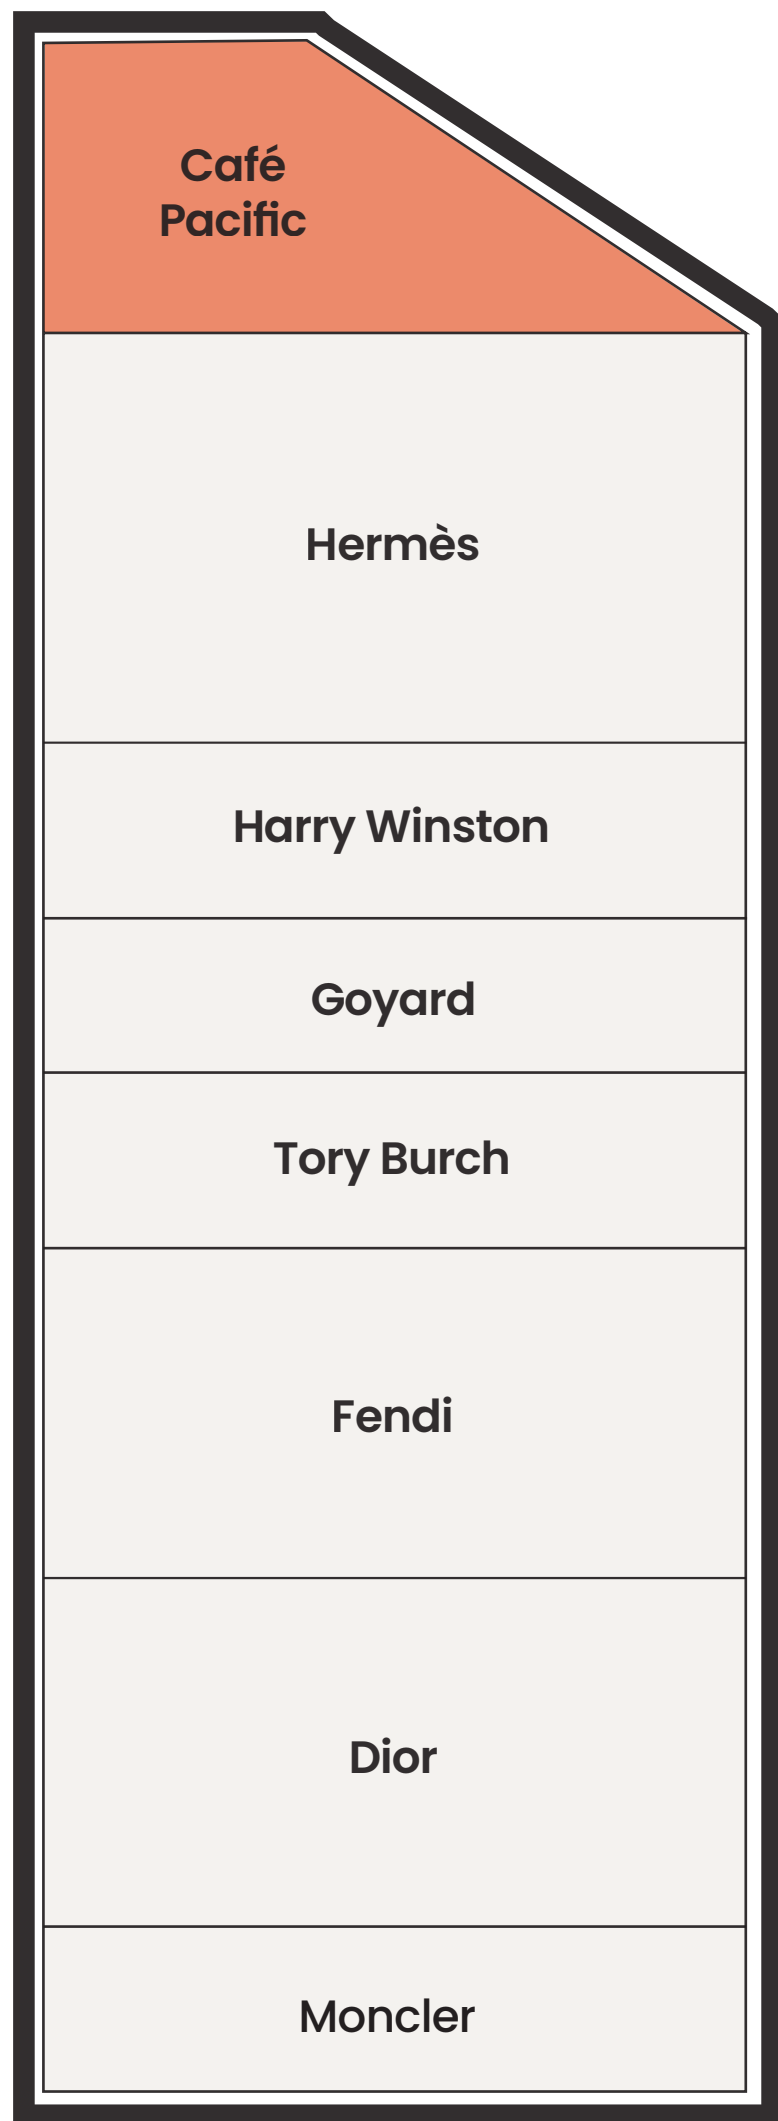 Café
Pacific
Hermès
Harry Winston
Goyard
Tory Burch
Fendi
Dior
Moncler